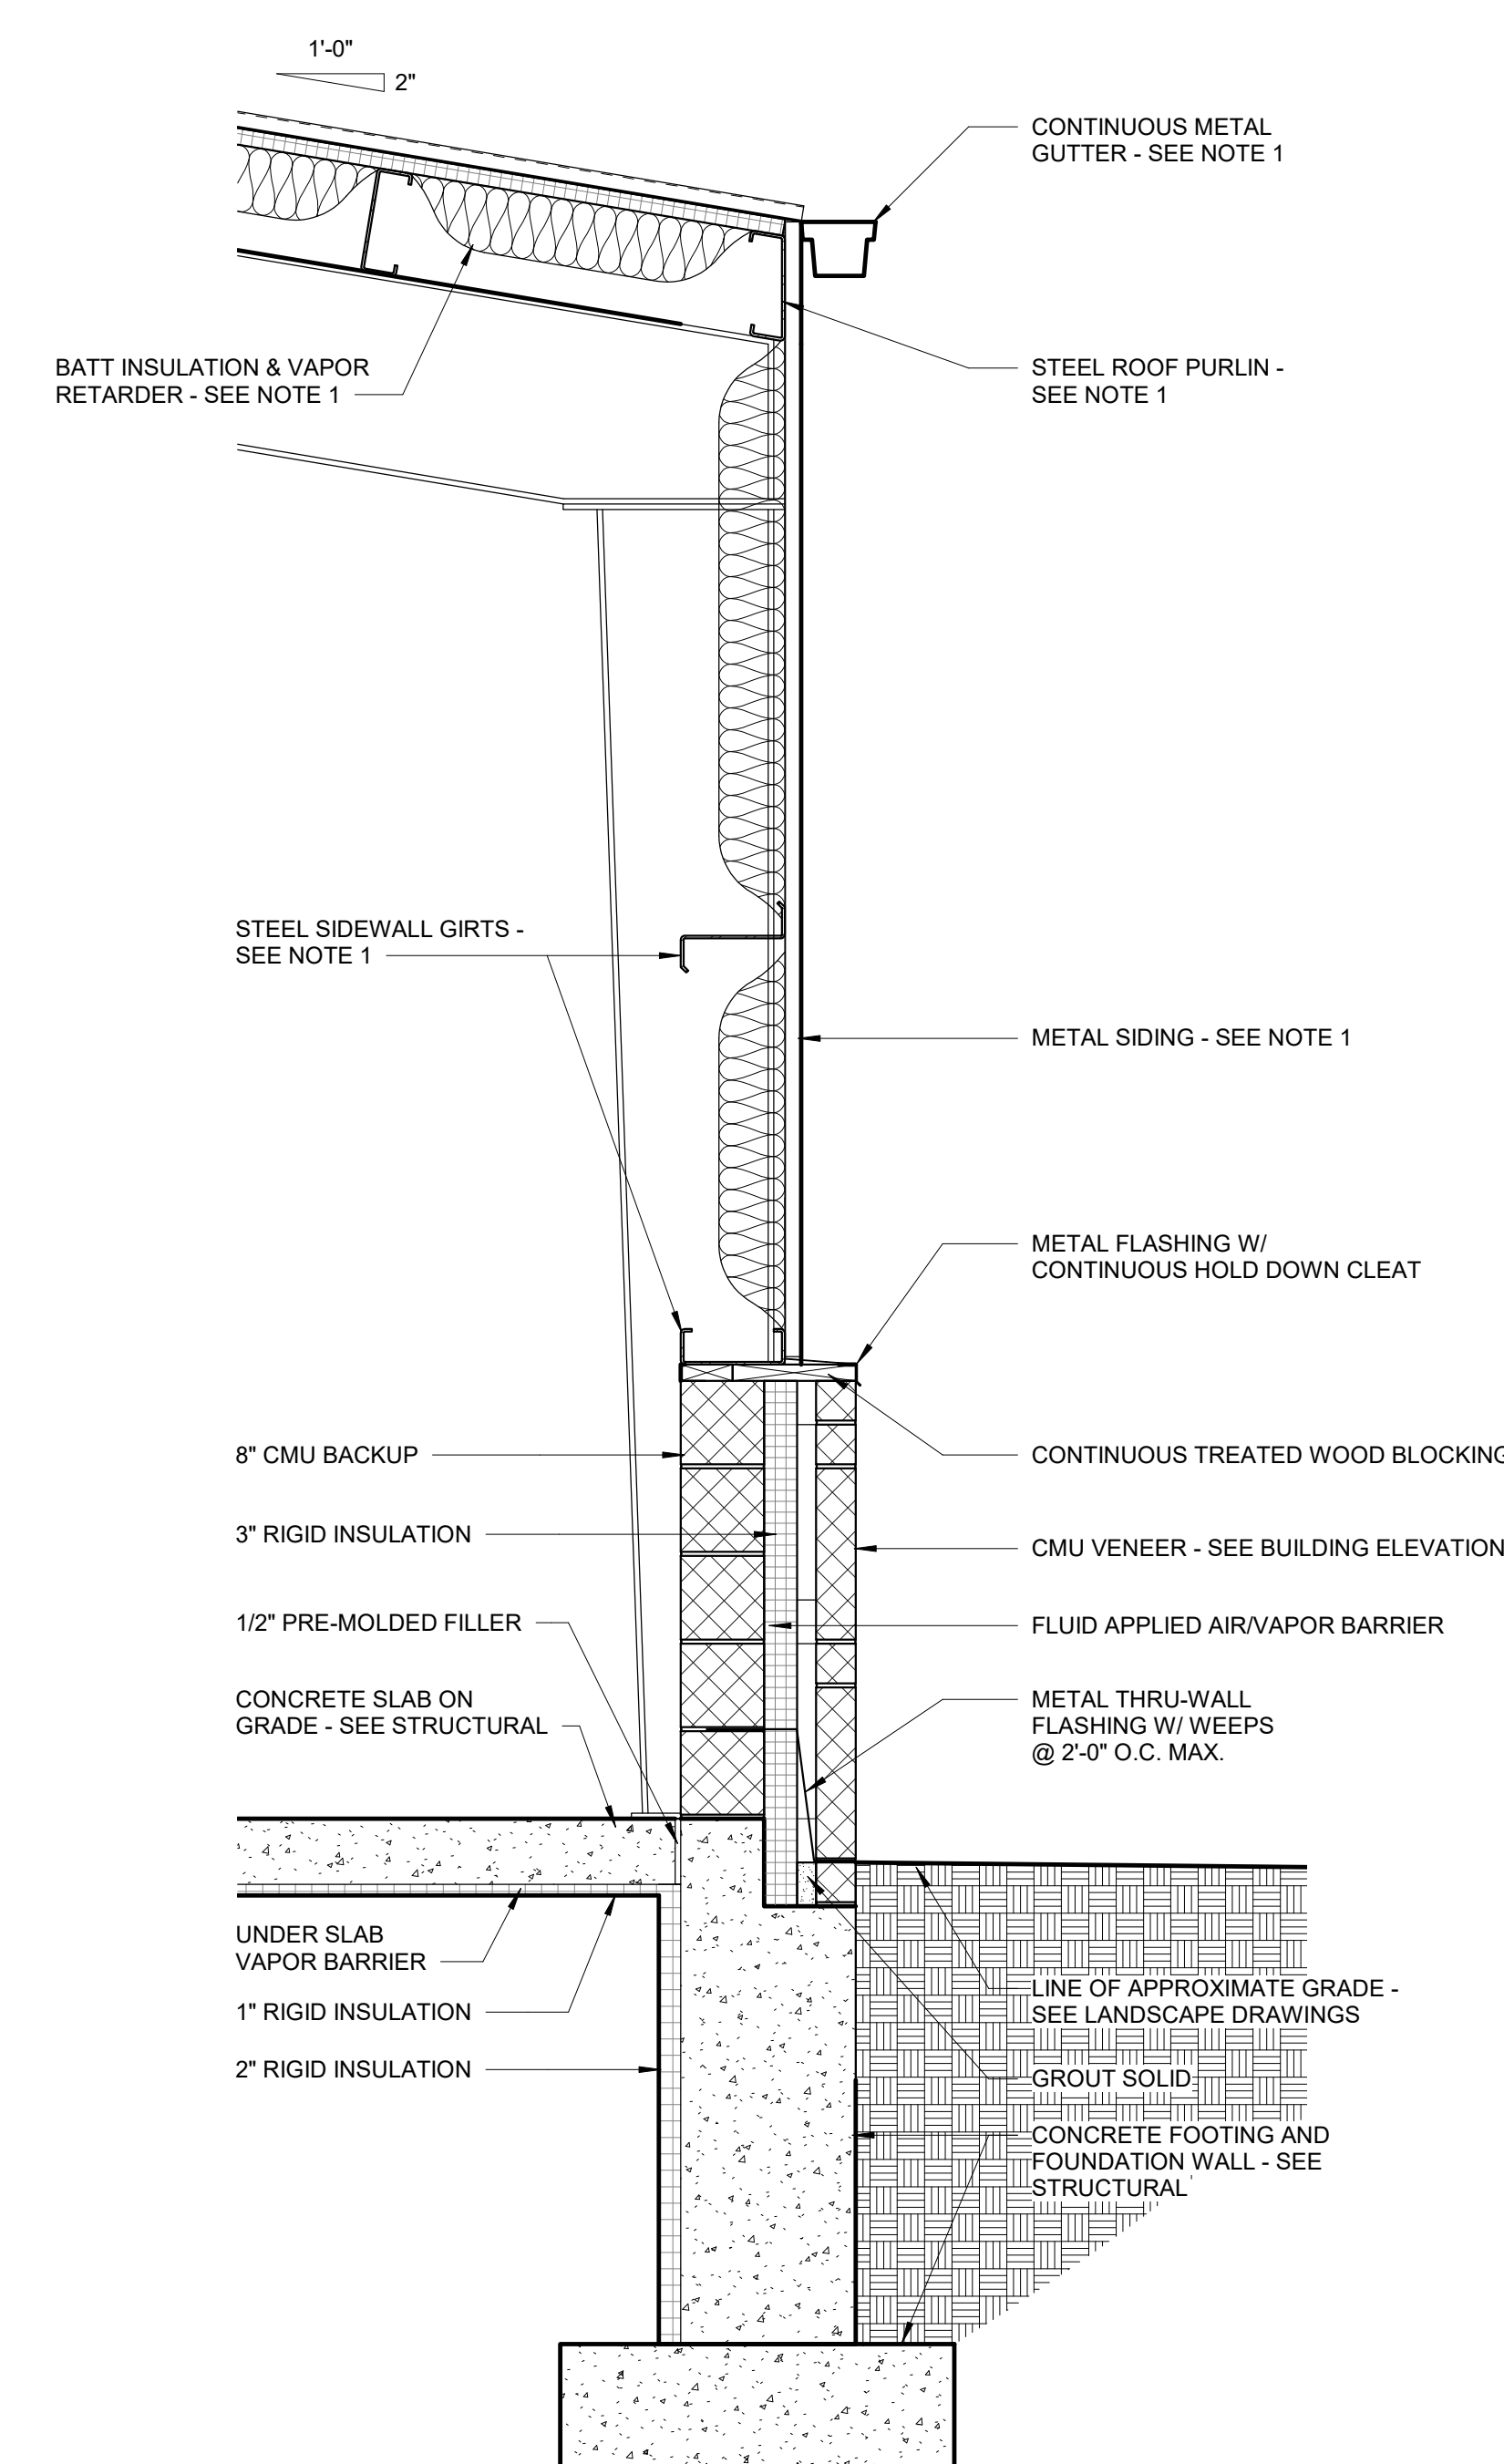 1'-0"
2"
CONTINUOUS METAL
GUTTER - SEE NOTE 1
BATT INSULATION & VAPOR
RETARDER - SEE NOTE 1
STEEL ROOF PURLIN -
SEE NOTE 1
STEEL SIDEWALL GIRTS -
SEE NOTE 1
METAL SIDING - SEE NOTE 1
METAL FLASHING W/
CONTINUOUS HOLD DOWN CLEAT
8" CMU BACKUP
CONTINUOUS TREATED WOOD BLOCKING
3" RIGID INSULATION
CMU VENEER - SEE BUILDING ELEVATION
1/2" PRE-MOLDED FILLER
FLUID APPLIED AIR/VAPOR BARRIER
CONCRETE SLAB ON
GRADE - SEE STRUCTURAL
METAL THRU-WALL
FLASHING W/ WEEPS
@ 2'-0" O.C. MAX.
UNDER SLAB
VAPOR BARRIER
1" RIGID INSULATION
2" RIGID INSULATION
LINE OF APPROXIMATE GRADE -
SEE LANDSCAPE DRAWINGS
GROUT SOLID
CONCRETE FOOTING AND
FOUNDATION WALL - SEE
STRUCTURAL